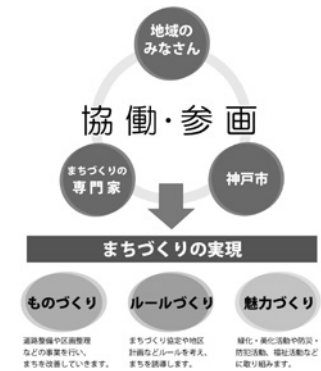 地域の
みなさん
協働・参画
まちづくりの
専門家
神戸市
まちづくりの実現
ものづくり
ルールづくり
魅力づくり
道路整備や区画整理
などの事業を行い、
まちを改善していきます。
まちづくり協定や地区
計画などルールを考え、
まちを誘導します。
緑化・美化活動や防災・
防犯活動、福祉活動など
に取り組みます。